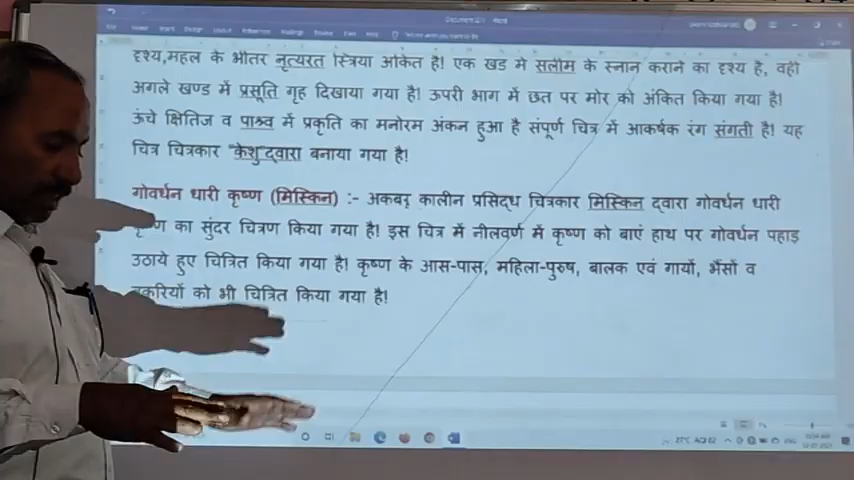 दृश्य,महल के भीतर नृत्यरत स्त्रिया अंकित है! एक खंड मे सलीम के स्नान कराने का दृश्य है, वही
अगले खण्ड में प्रसूति गृह दिखाया गया है! ऊपरी भाग में छत पर मोर को अंकित किया गया है!
ऊंचे क्षितिज व पाश्र्व में प्रकृति का मनोरम अंकन हुआ है संपूर्ण चित्र में आकर्षक रंग संगती है! यह
चित्र चित्रकार "केशु"द्वारा बनाया गया है!
गोवर्धन धारी कृष्ण (मिस्किन) :- अकबर कालीन प्रसिद्ध चित्रकार मिस्किन द्वारा गोवर्धन धारी
का सुंदर चित्रण किया गया है! इस चित्र में नीलवर्ण में कृष्ण को बाएं हाथ पर गोवर्धन पहाड़
उठाये हुए चित्रित किया गया है! कृष्ण के आस-पास, महिला-पुरुष, बालक एवं गायों, भैंसों व
बकरियों को भी चित्रित किया गया है!